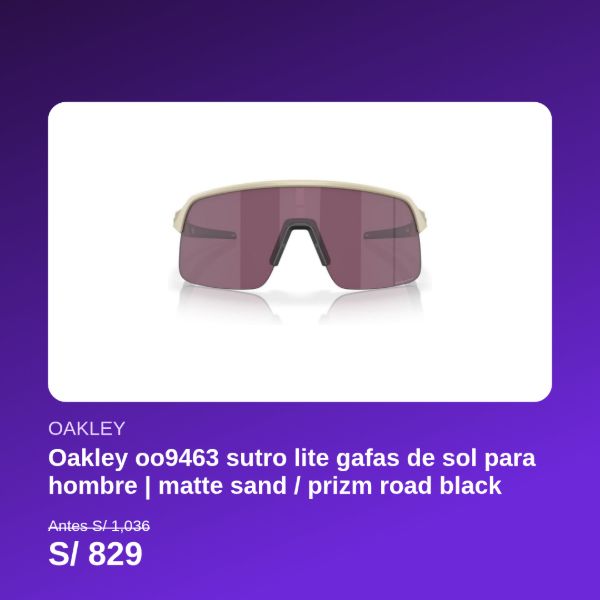 OAKLEY
Oakley oo9463 sutro lite gafas de sol para
hombre | matte sand / prizm road black
Antes S/ 1,036
S/ 829